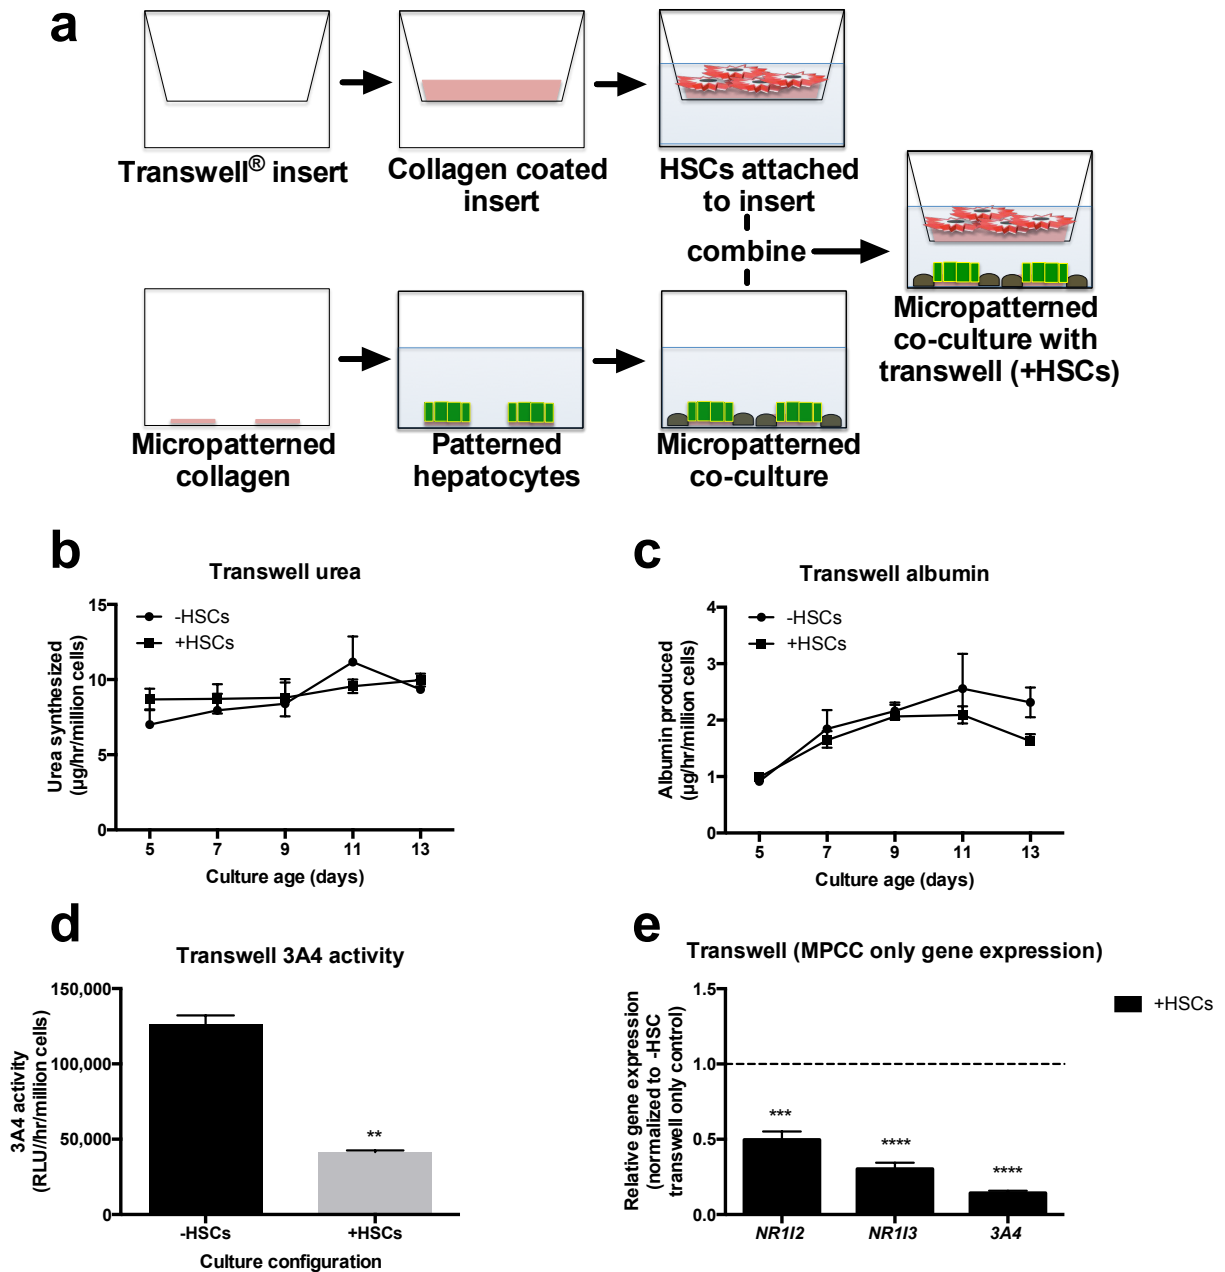 a
Transwell® insert
Collagen coated
insert
HSCs attached
to insert
combine
Micropatterned
co-culture with
transwell (+HSCs)
Micropatterned
collagen
Patterned
hepatocytes
Micropatterned
co-culture
b
Transwell urea
-HSCs
+HSCs
Urea synthesized
(µg/hr/million cells)
15
10
5
0
5 7 9 11 13
Culture age (days)
c
Transwell albumin
-HSCs
+HSCs
Albumin produced
(µg/hr/million cells)
4
3
2
1
0
5 7 9 11 13
Culture age (days)
d
Transwell 3A4 activity
3A4 activity
(RLU//hr/million cells)
150,000
100,000
50,000
0
**
-HSCs +HSCs
Culture configuration
e
Transwell (MPCC only gene expression)
+HSCs
Relative gene expression
(normalized to -HSC
transwell only control)
1.5
1.0
0.5
0.0
***
****
****
NR1I2 NR1I3 3A4